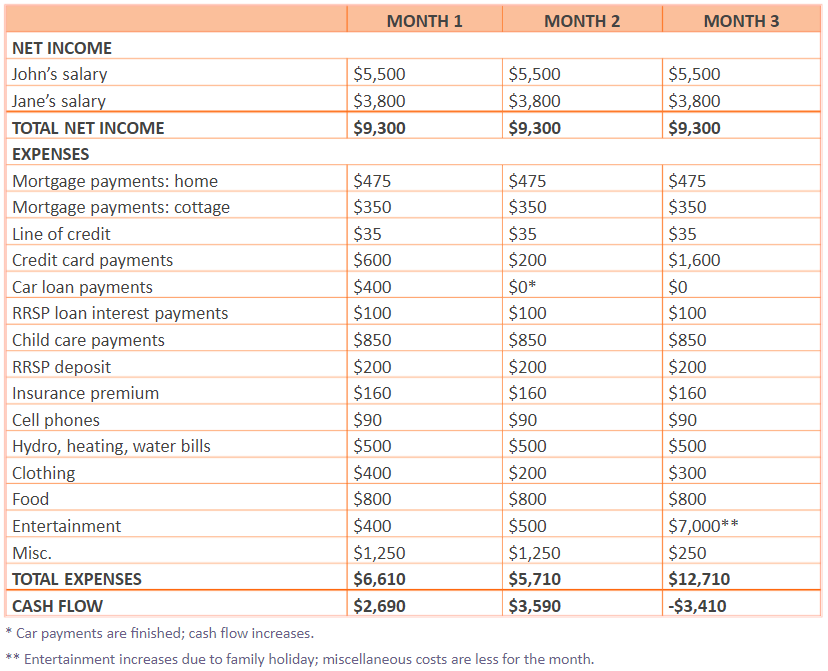 MONTH 1 MONTH 2 MONTH 3
NET INCOME
John’s salary $5,500 $5,500 $5,500
Jane’s salary $3,800 $3,800 $3,800
TOTAL NET INCOME $9,300 $9,300 $9,300
EXPENSES
Mortgage payments: home $475 $475 $475
Mortgage payments: cottage $350 $350 $350
Line of credit $35 $35 $35
Credit card payments $600 $200 $1,600
Car loan payments $400 $0* $0
RRSP loan interest payments $100 $100 $100
Child care payments $850 $850 $850
RRSP deposit $200 $200 $200
Insurance premium $160 $160 $160
Cell phones $90 $90 $90
Hydro, heating, water bills $500 $500 $500
Clothing $400 $200 $300
Food $800 $800 $800
Entertainment $400 $500 $7,000**
Misc. $1,250 $1,250 $250
TOTAL EXPENSES $6,610 $5,710 $12,710
CASH FLOW $2,690 $3,590 -$3,410
* Car payments are finished; cash flow increases.
** Entertainment increases due to family holiday; miscellaneous costs are less for the month.